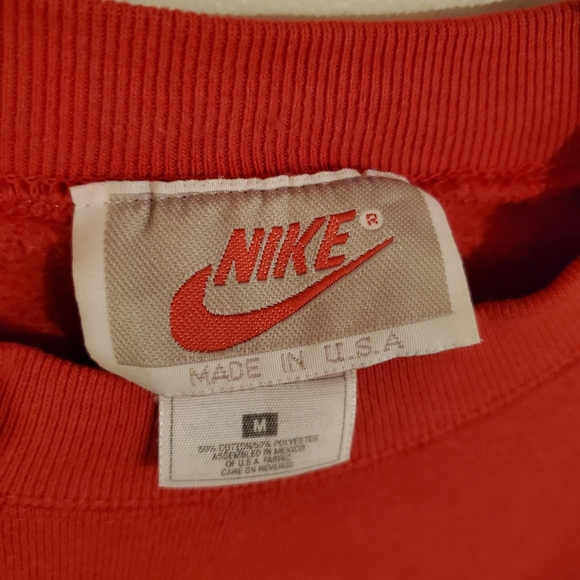 NIKE®
MADE IN U.S.A
M
50% COTTON/50% POLYESTER
ASSEMBLED IN MEXICO
OF U.S.A. FABRIC
CARE ON REVERSE